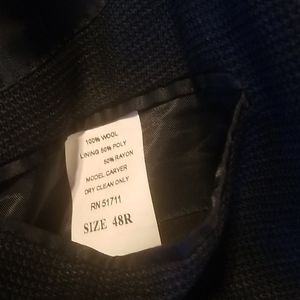 100% WOOL
LINING 50% POLY
50% RAYON
MODEL CARVER
DRY CLEAN ONLY
RN 51711
SIZE 48R